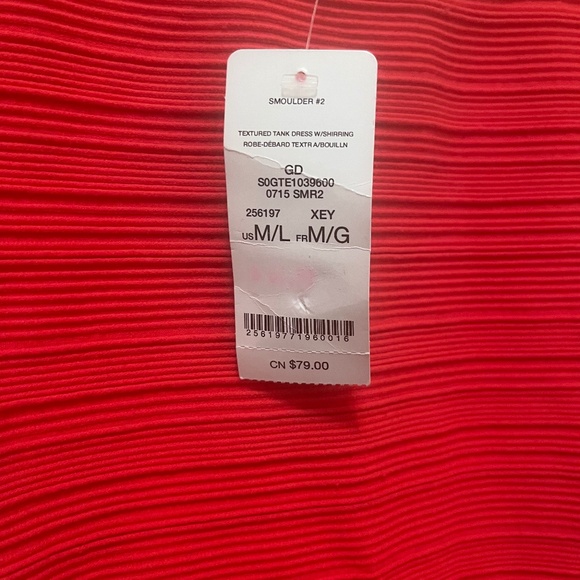 SMOULDER #2
TEXTURED TANK DRESS W/SHIRRING
ROBE-DÉBARD TEXTR A/BOUILLN
GD
S0GTE1039600
0715 SMR2
256197 XEY
US M/L FR M/G
25619771960016
CN $79.00